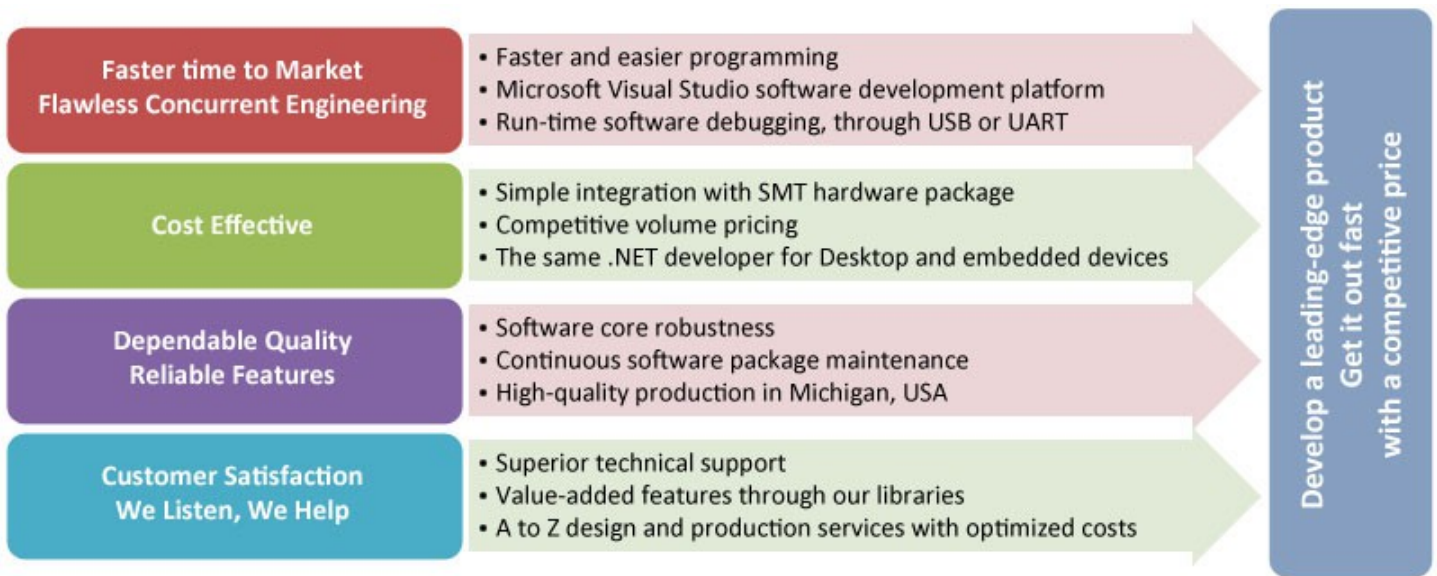 Faster time to Market
Flawless Concurrent Engineering
• Faster and easier programming
• Microsoft Visual Studio software development platform
• Run-time software debugging, through USB or UART
Cost Effective
• Simple integration with SMT hardware package
• Competitive volume pricing
• The same .NET developer for Desktop and embedded devices
Dependable Quality
Reliable Features
• Software core robustness
• Continuous software package maintenance
• High-quality production in Michigan, USA
Customer Satisfaction
We Listen, We Help
• Superior technical support
• Value-added features through our libraries
• A to Z design and production services with optimized costs
Develop a leading-edge product
Get it out fast
with a competitive price